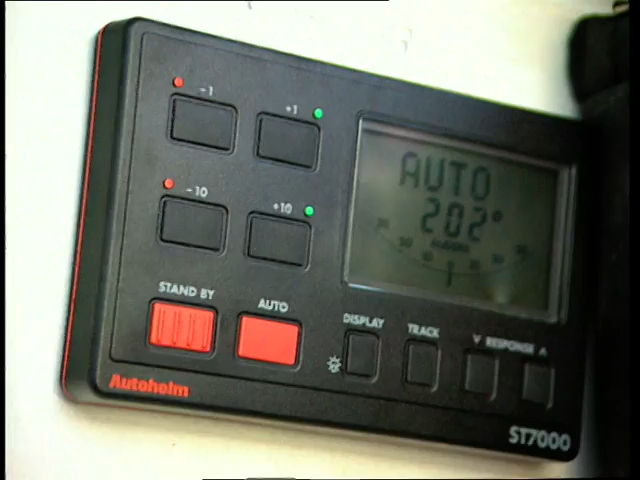 -1
+1
-10
+10
AUTO
202°
STAND BY
AUTO
DISPLAY
TRACK
RESPONSE
Autohelm
ST7000